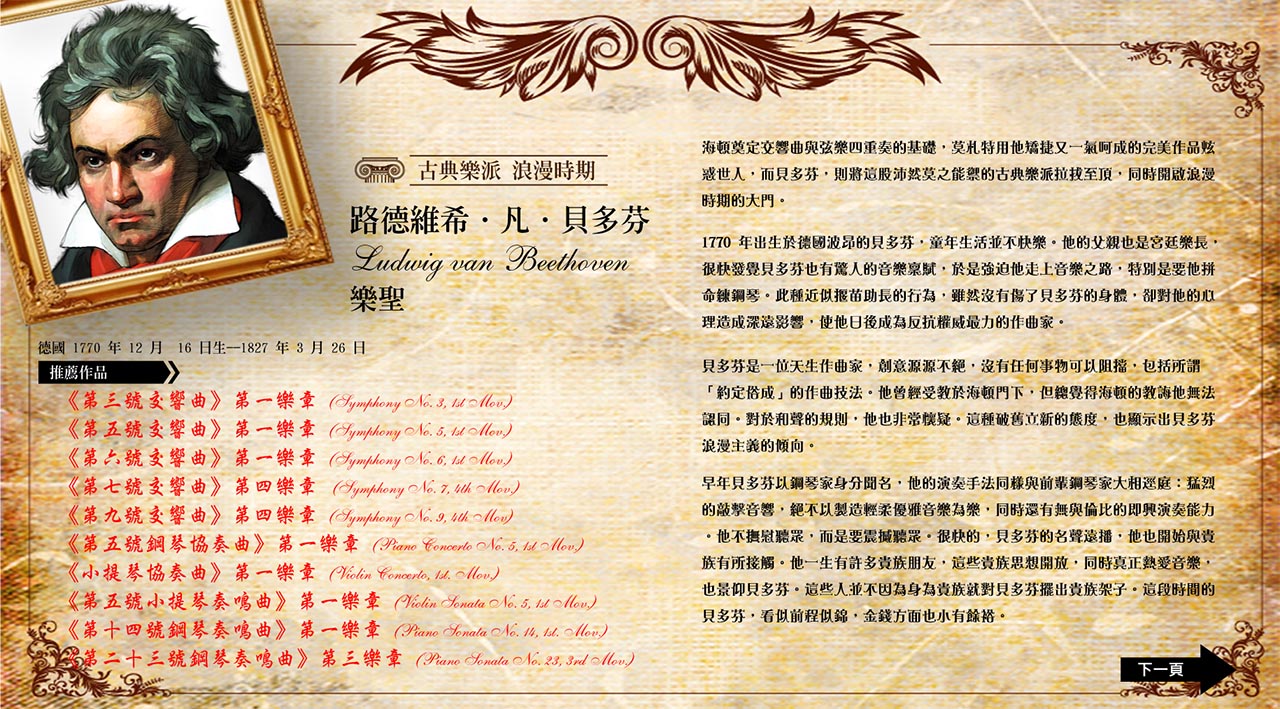 古典樂派 浪漫時期
路德維希．凡．貝多芬
Ludwig van Beethoven
樂聖
德國 1770 年 12 月 16 日生--1827 年 3 月 26 日
推薦作品
《第三號交響曲》第一樂章 (Symphony No. 3, 1st Mov.)
《第五號交響曲》第一樂章 (Symphony No. 5, 1st Mov.)
《第六號交響曲》第一樂章 (Symphony No. 6, 1st Mov.)
《第七號交響曲》第四樂章 (Symphony No. 7, 4th Mov.)
《第九號交響曲》第四樂章 (Symphony No. 9, 4th Mov)
《第五號鋼琴協奏曲》第一樂章 (Piano Concerto No. 5, 1st Mov.)
《小提琴協奏曲》第一樂章 (Violin Concerto, 1st. Mov.)
《第五號小提琴奏鳴曲》第一樂章 (Violin Sonata No. 5, 1st Mov.)
《第十四號鋼琴奏鳴曲》第一樂章 (Piano Sonata No. 14, 1st. Mov.)
《第二十三號鋼琴奏鳴曲》第三樂章 (Piano Sonata No. 23, 3rd Mov.)
海頓奠定交響曲與弦樂四重奏的基礎，莫札特用他矯捷又一氣呵成的完美作品炫
惑世人，而貝多芬，則將這股沛然莫之能禦的古典樂派拉拔至頂，同時開啟浪漫
時期的大門。
1770 年出生於德國波昂的貝多芬，童年生活並不快樂。他的父親也是宮廷樂長，
很快發覺貝多芬也有驚人的音樂稟賦，於是強迫他走上音樂之路，特別是要他拼
命練鋼琴。此種近似揠苗助長的行為，雖然沒有傷了貝多芬的身體，卻對他的心
理造成深遠影響，使他日後成為反抗權威最力的作曲家。
貝多芬是一位天生作曲家，創意源源不絕，沒有任何事物可以阻擋，包括所謂
「約定俗成」的作曲技法。他曾經受教於海頓門下，但總覺得海頓的教誨他無法
認同。對於和聲的規則，他也非常懷疑。這種破舊立新的態度，也顯示出貝多芬
浪漫主義的傾向。
早年貝多芬以鋼琴家身分聞名，他的演奏手法同樣與前輩鋼琴家大相逕庭：猛烈
的敲擊音響，絕不以製造輕柔優雅音樂為樂，同時還有無與倫比的即興演奏能力
。他不撫慰聽眾，而是要震撼聽眾。很快的，貝多芬的名聲遠播，他也開始與貴
族有所接觸。他一生有許多貴族朋友，這些貴族思想開放，同時真正熱愛音樂，
也景仰貝多芬。這些人並不因為身為貴族就對貝多芬擺出貴族架子。這段時間的
貝多芬，看似前程似錦，金錢方面也小有餘裕。
下一頁